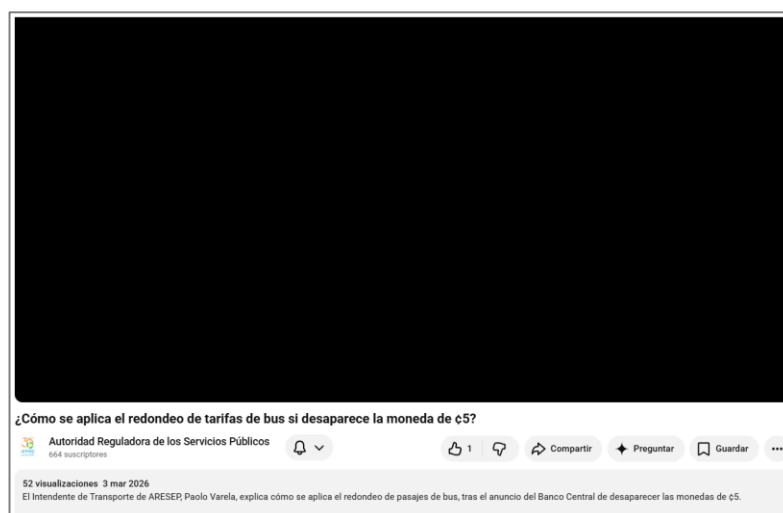 ¿Cómo se aplica el redondeo de tarifas de bus si desaparece la moneda de ¢5?
Autoridad Reguladora de los Servicios Públicos
664 suscriptores
1
Compartir
Preguntar
Guardar
52 visualizaciones 3 mar 2026
El Intendente de Transporte de ARESEP, Paolo Varela, explica cómo se aplica el redondeo de pasajes de bus, tras el anuncio del Banco Central de desaparecer las monedas de ¢5.